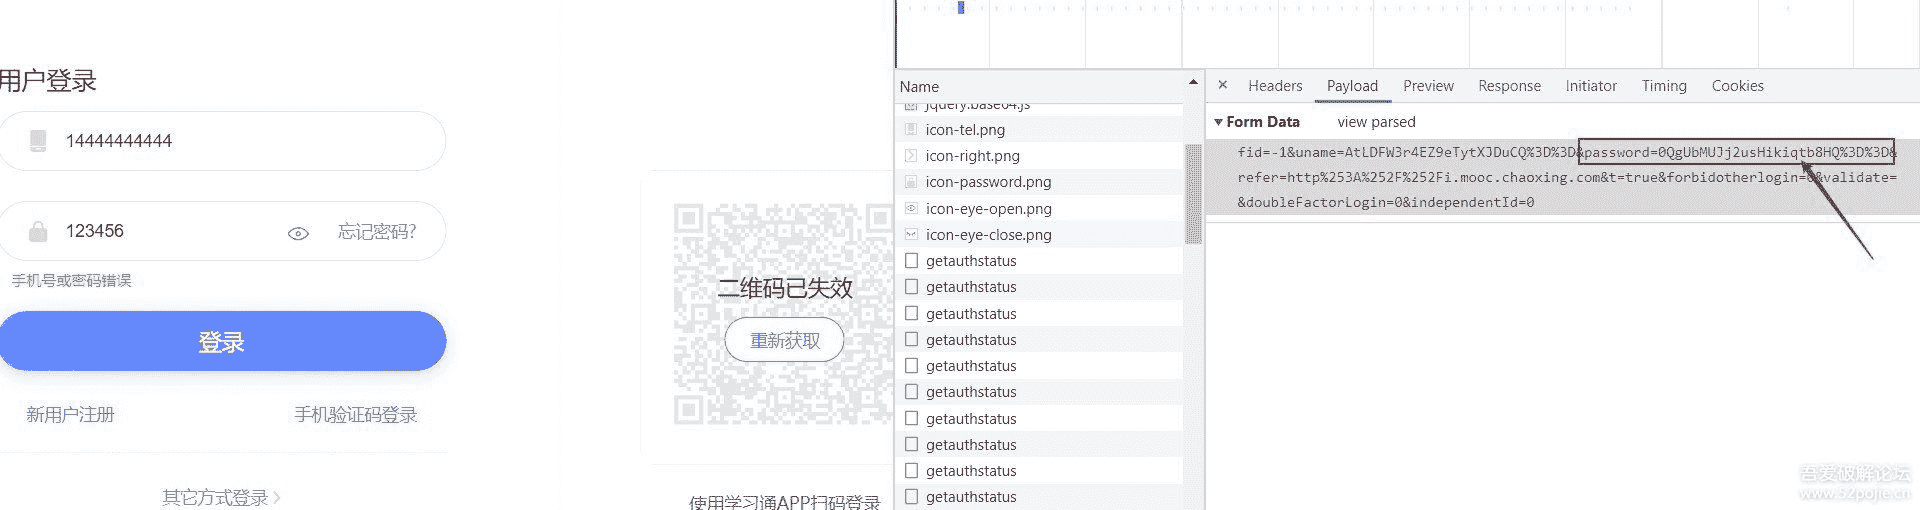 用户登录
14444444444
123456
忘记密码?
手机号或密码错误
登录
新用户注册
手机验证码登录
其它方式登录
二维码已失效
重新获取
使用学习通APP扫码登录
Name
jquery.base64.js
icon-tel.png
icon-right.png
icon-password.png
icon-eye-open.png
icon-eye-close.png
getauthstatus
getauthstatus
getauthstatus
getauthstatus
getauthstatus
getauthstatus
getauthstatus
getauthstatus
getauthstatus
getauthstatus
Headers Payload Preview Response Initiator Timing Cookies
Form Data view parsed
fid=-1&uname=AtLDFW3r4EZ9eTytXJDuCQ%3D%3D&password=0QgUbMUJj2usHikiqtb8HQ%3D%3D&
refer=http%253A%252F%252Fi.mooc.chaoxing.com&t=true&forbidotherlogin=0&validate=
&doubleFactorLogin=0&independentId=0
吾爱破解论坛
www.52pojie.cn